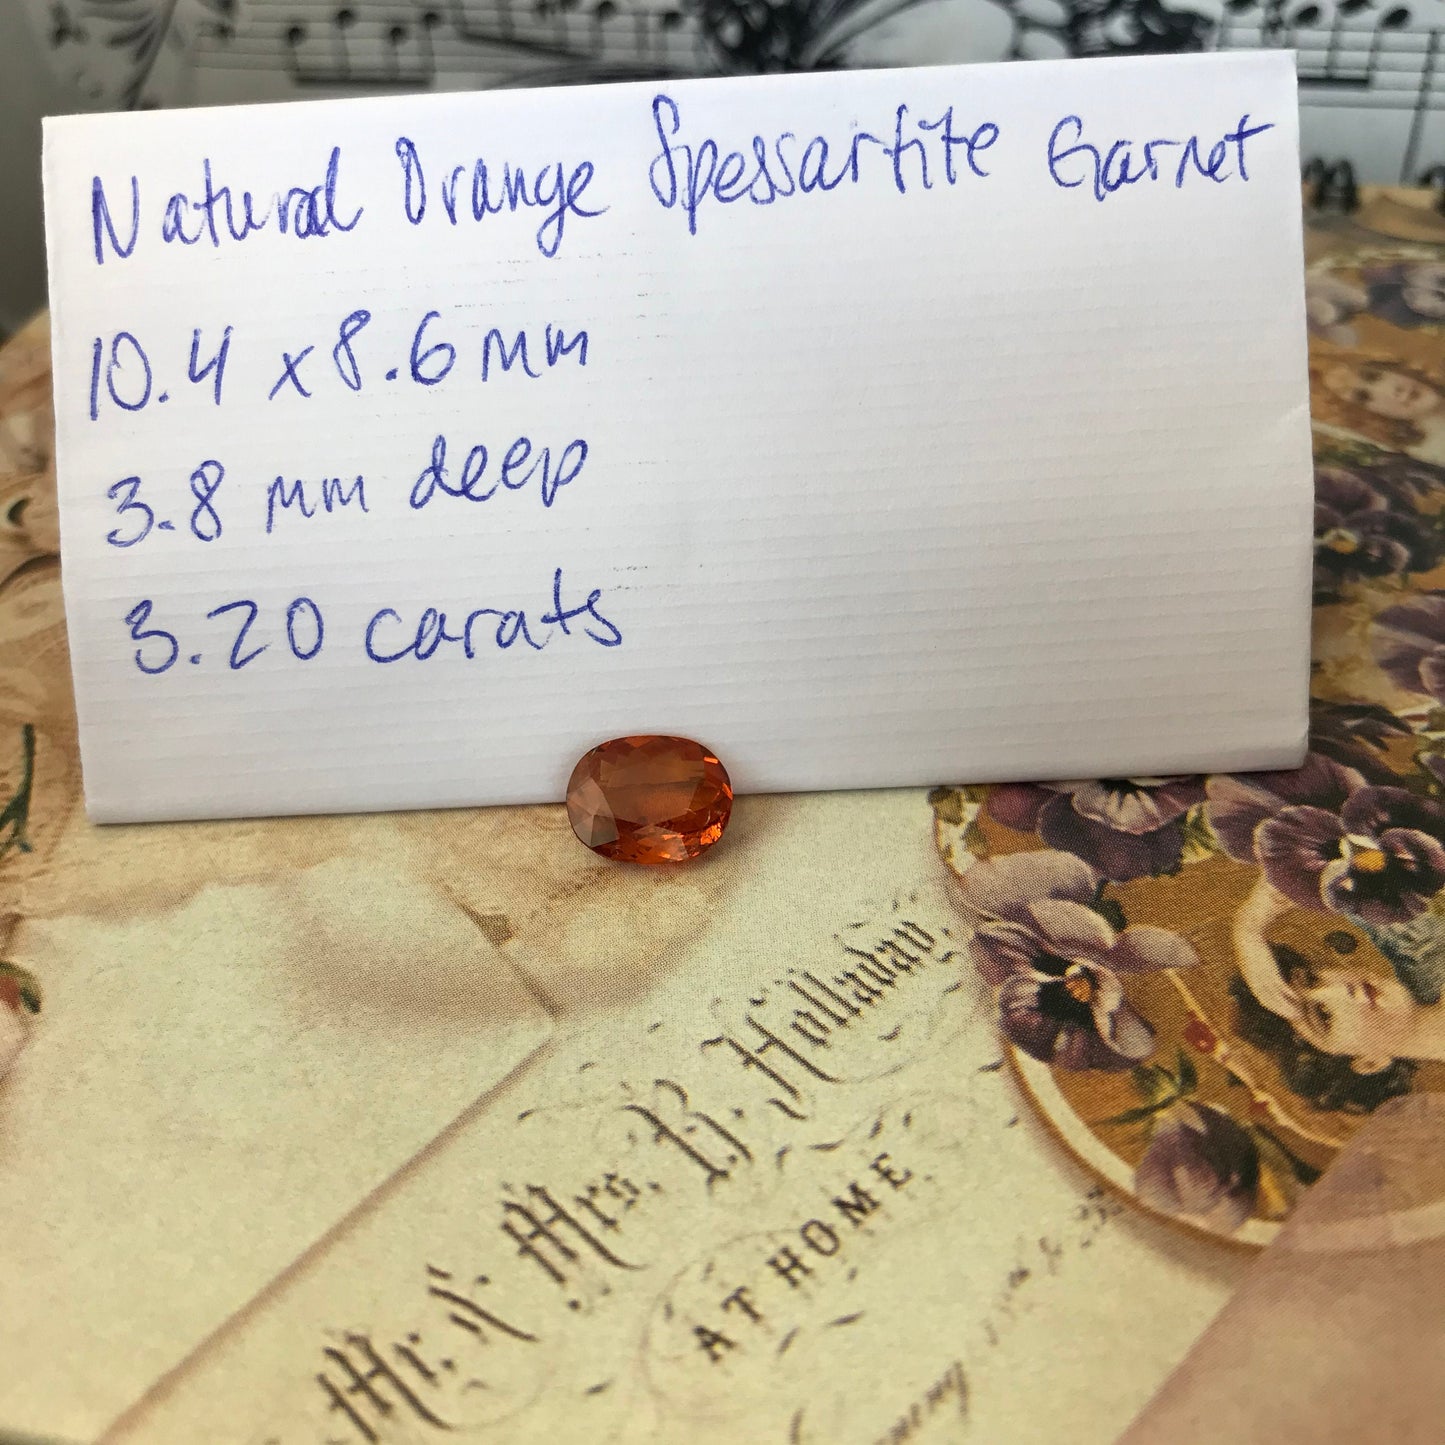 Natural Orange Spessartite Garnet
10.4 x 8.6 mm
3.8 mm deep
3.20 carats
Mr. & Mrs. B. Holladay,
AT HOME